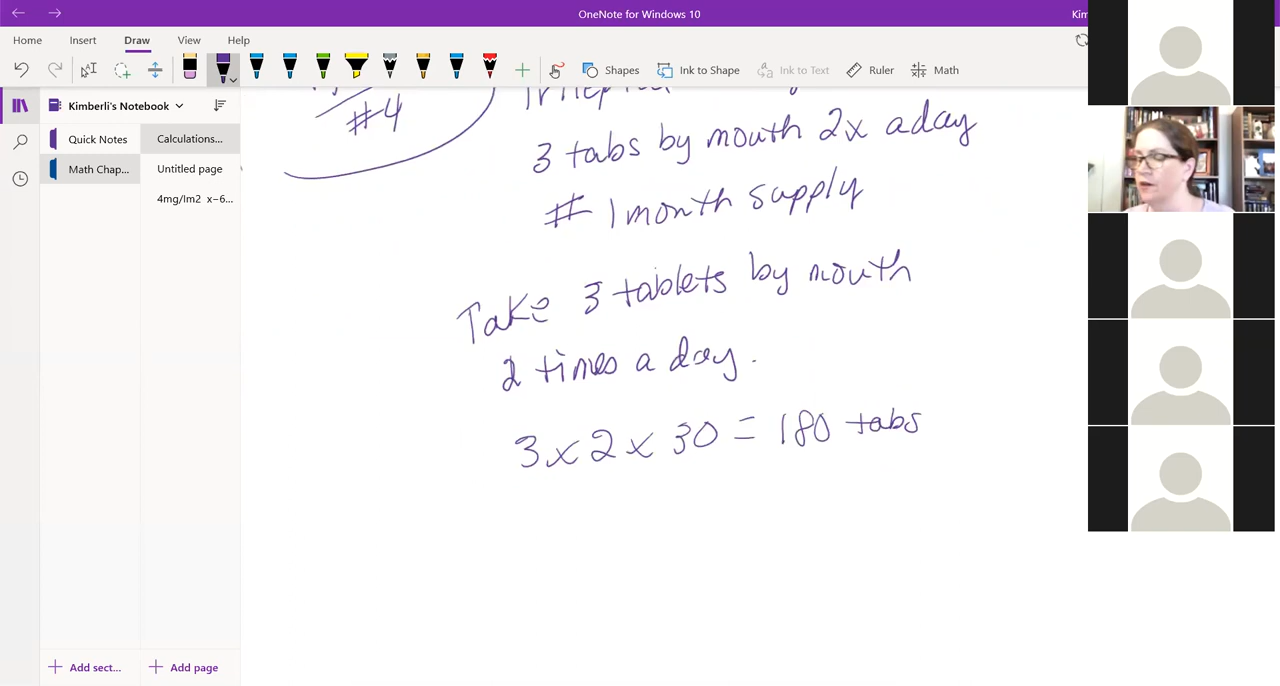 OneNote for Windows 10
Home Insert Draw View Help
Shapes Ink to Shape Ink to Text Ruler Math
Kimberli's Notebook
Quick Notes
Math Chap...
Calculations...
Untitled page
4mg/lm2 x-6...
#4
3 tabs by mouth 2x a day
# 1 month supply
Take 3 tablets by mouth
2 times a day.
3 x 2 x 30 = 180 tabs
Add sect...
Add page